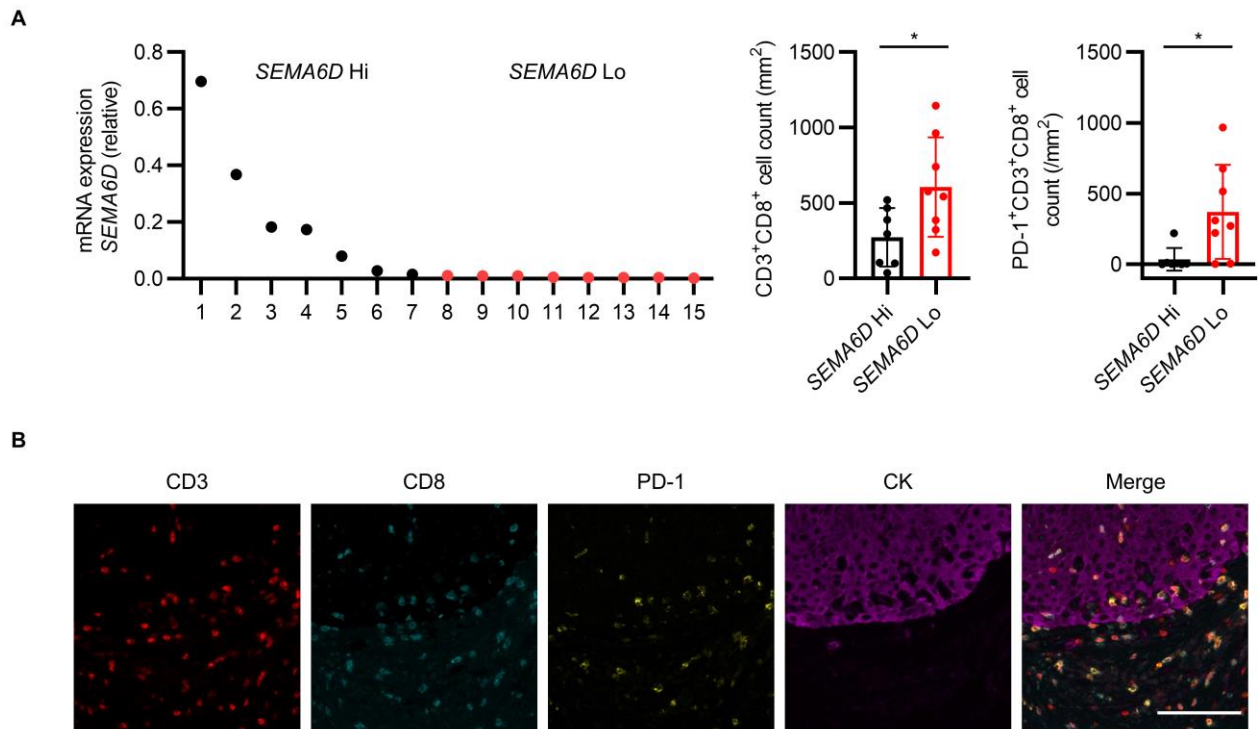 A
mRNA expression
SEMA6D (relative)
0.8
0.6
0.4
0.2
0.0
SEMA6D Hi
SEMA6D Lo
1 2 3 4 5 6 7 8 9 10 11 12 13 14 15
CD3⁺CD8⁺ cell count (mm²)
1500
1000
500
0
*
SEMA6D Hi
SEMA6D Lo
PD-1⁺CD3⁺CD8⁺ cell
count (/mm²)
1500
1000
500
0
*
SEMA6D Hi
SEMA6D Lo
B
CD3 CD8 PD-1 CK Merge